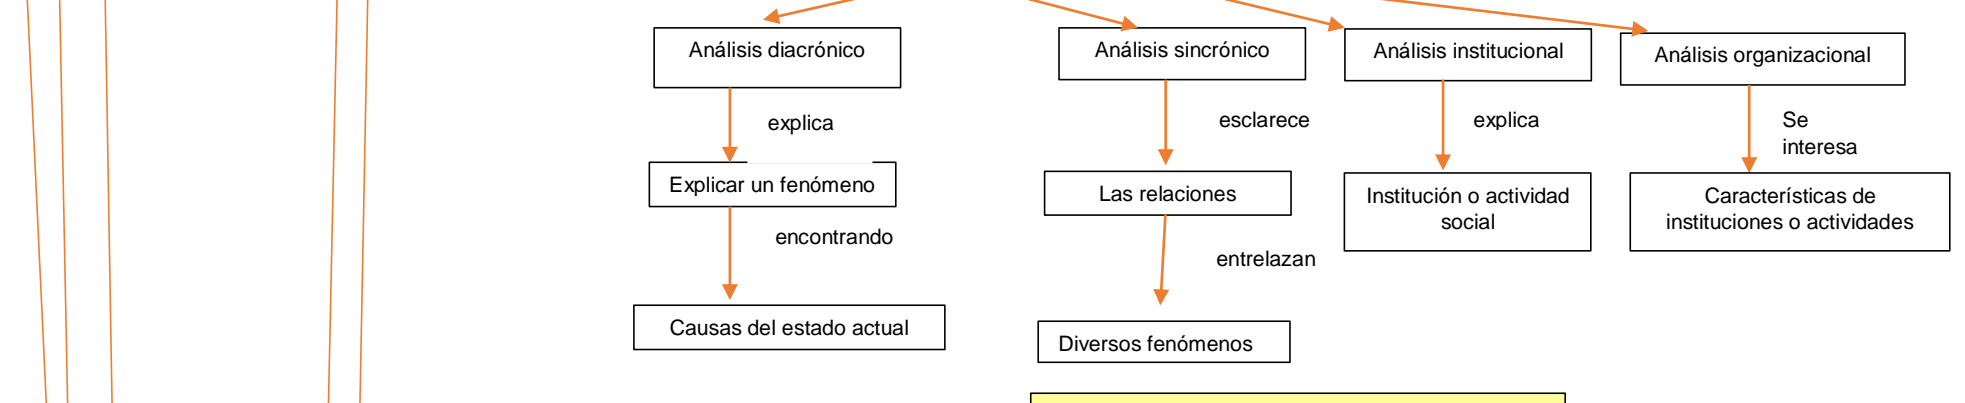 Análisis diacrónico
Análisis sincrónico
Análisis institucional
Análisis organizacional
explica
esclarece
explica
Se
interesa
Explicar un fenómeno
Las relaciones
Institución o actividad
social
Características de
instituciones o actividades
encontrando
entrelazan
Causas del estado actual
Diversos fenómenos